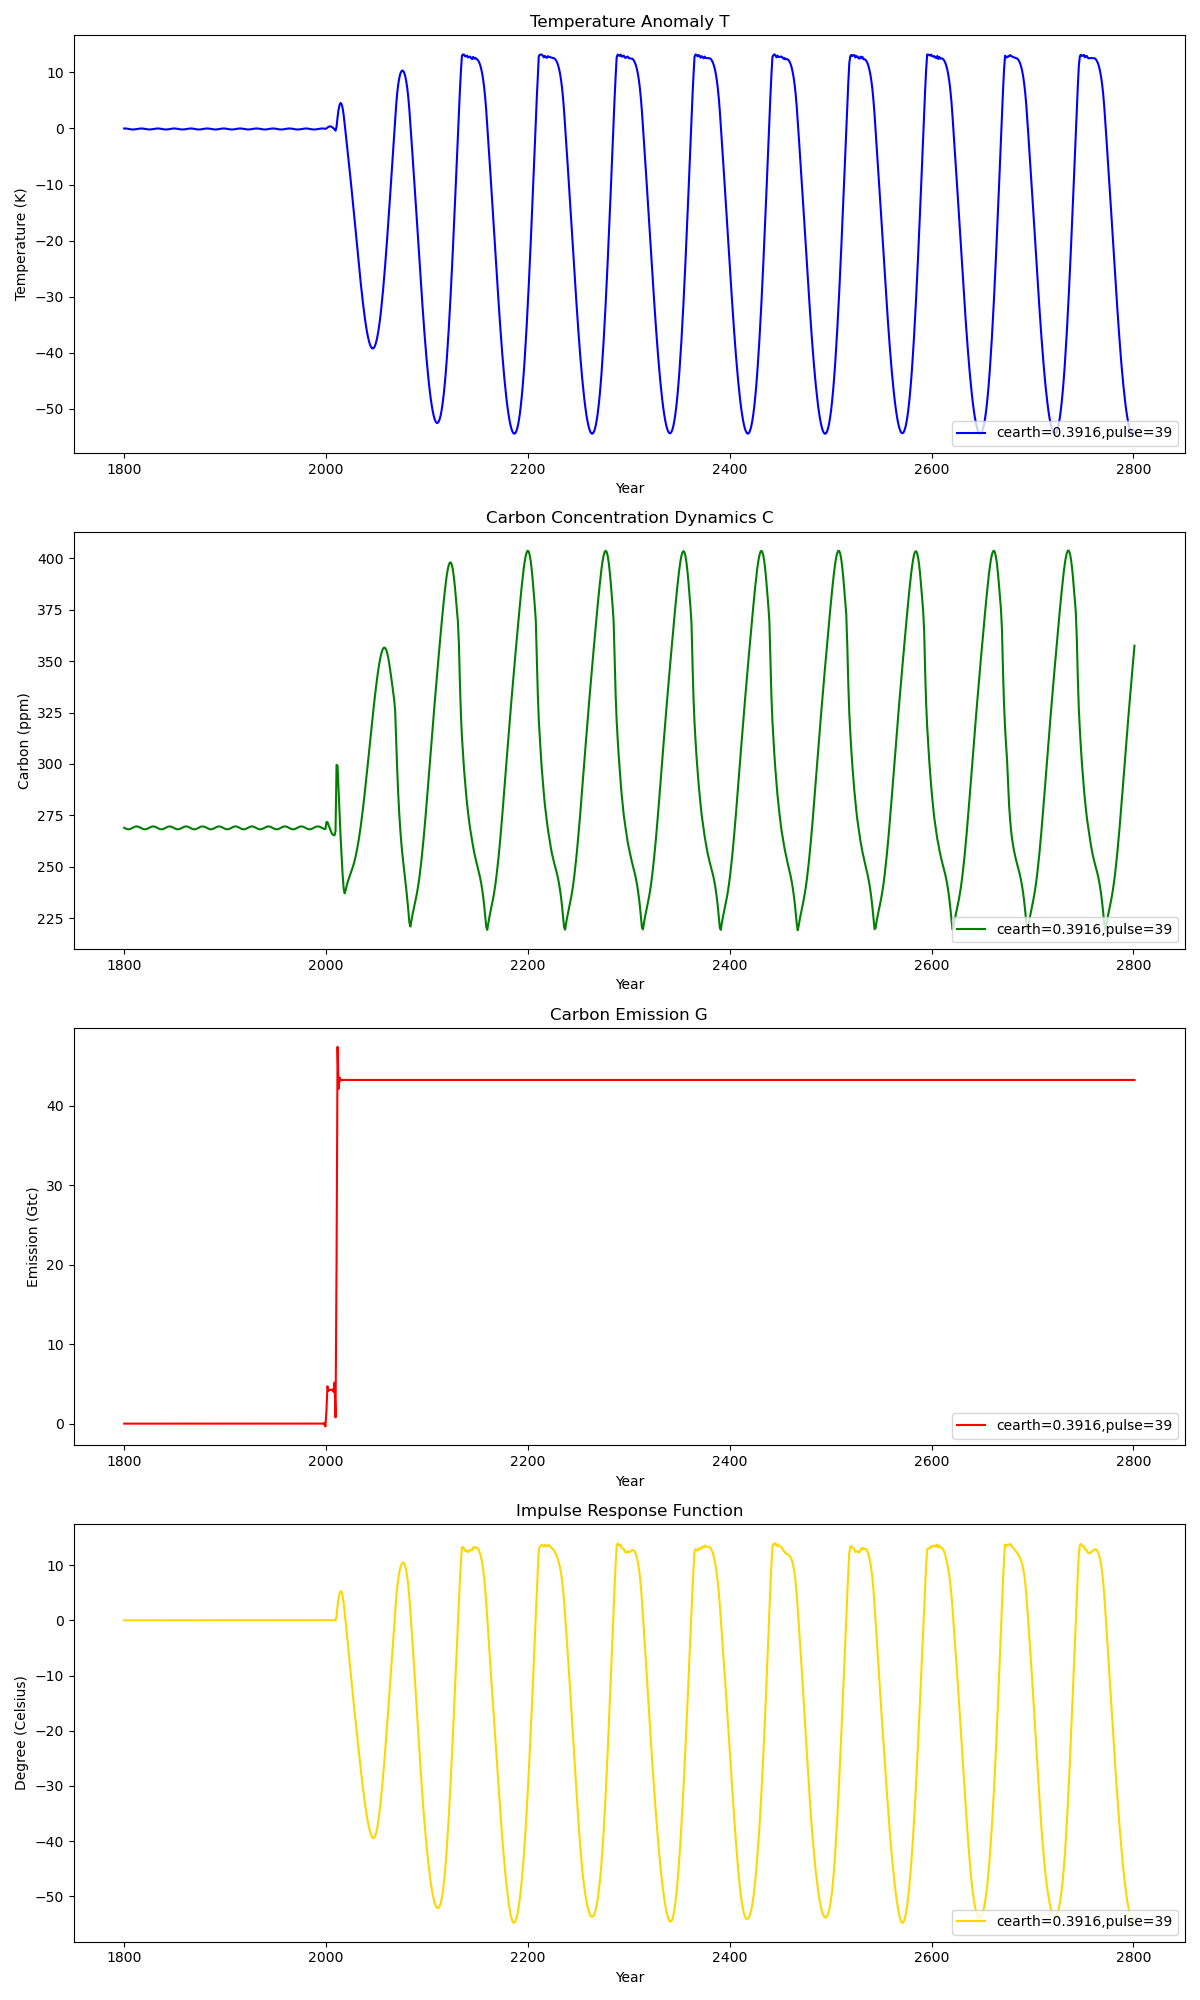 Temperature Anomaly T
10
0
−10
−20
−30
−40
−50
Temperature (K)
cearth=0.3916,pulse=39
1800 2000 2200 2400 2600 2800
Year
Carbon Concentration Dynamics C
400
375
350
325
300
275
250
225
Carbon (ppm)
cearth=0.3916,pulse=39
1800 2000 2200 2400 2600 2800
Year
Carbon Emission G
40
30
20
10
0
Emission (Gtc)
cearth=0.3916,pulse=39
1800 2000 2200 2400 2600 2800
Year
Impulse Response Function
10
0
−10
−20
−30
−40
−50
Degree (Celsius)
cearth=0.3916,pulse=39
1800 2000 2200 2400 2600 2800
Year